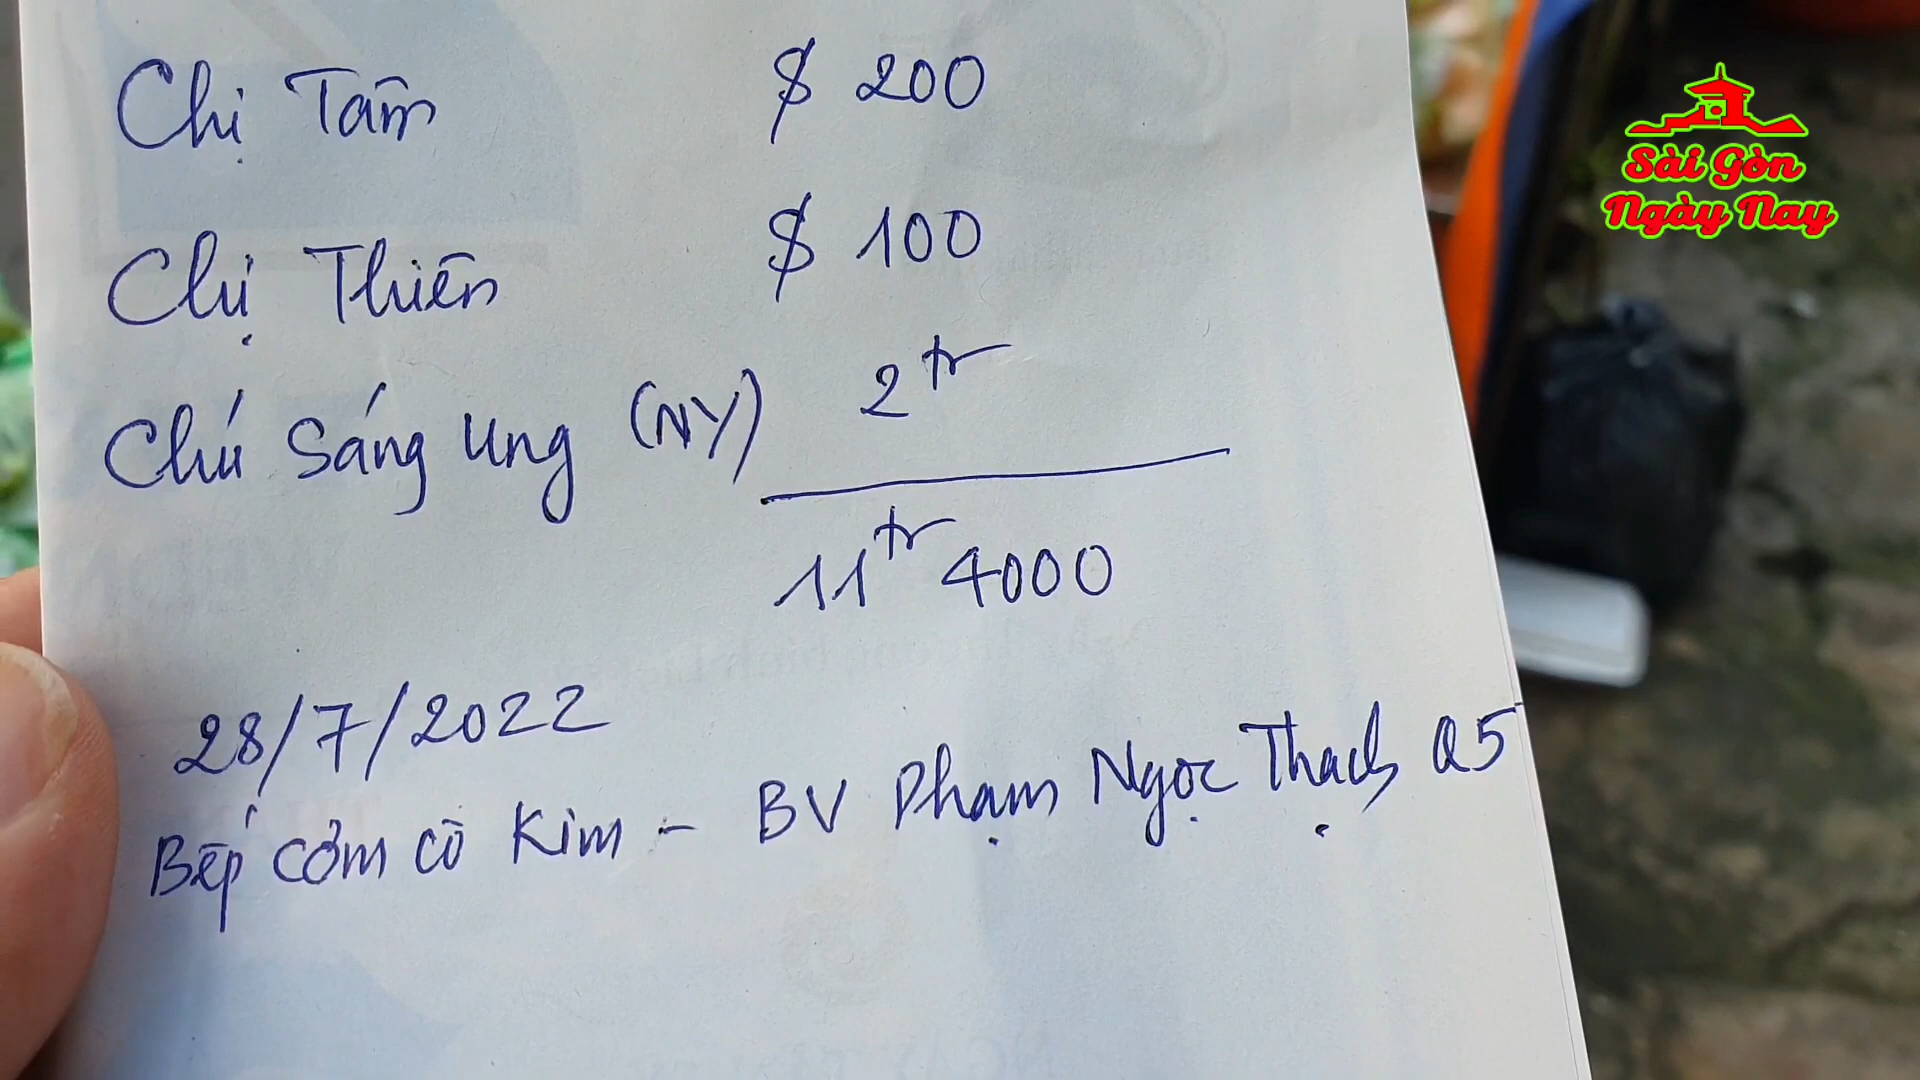 Chị Tâm $ 200
Chị Thiên $ 100
Chú Sáng Ung (NY) 2tr
11tr 4000
28/7/2022
Bếp cơm cô Kim - BV Phạm Ngọc Thạch Q5
Sài Gòn
Ngày Nay